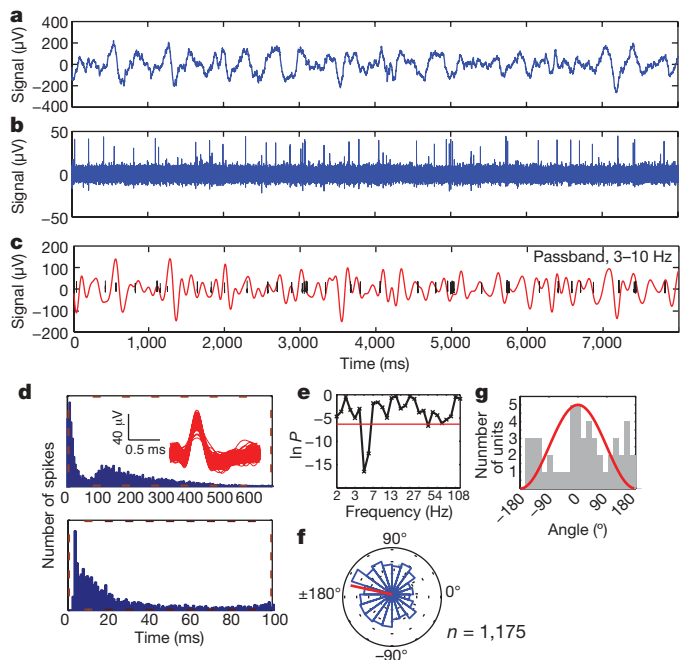 a
Signal (µV)
400
200
0
−200
400
b
Signal (µV)
50
0
−50
c
Signal (µV)
200
100
0
−100
−200
Passband, 3–10 Hz
0 1,000 2,000 3,000 4,000 5,000 6,000 7,000
Time (ms)
d
Number of spikes
40 µV
0.5 ms
0 100 200 300 400 500 600
0 20 40 60 80 100
Time (ms)
e
ln P
0
−5
−10
−15
2 3 7 13 27 54 108
Frequency (Hz)
f
90°
±180°
0°
−90°
n = 1,175
g
Nunmber
of units
5
4
3
2
1
−180 −90 0 90 180
Angle (°)